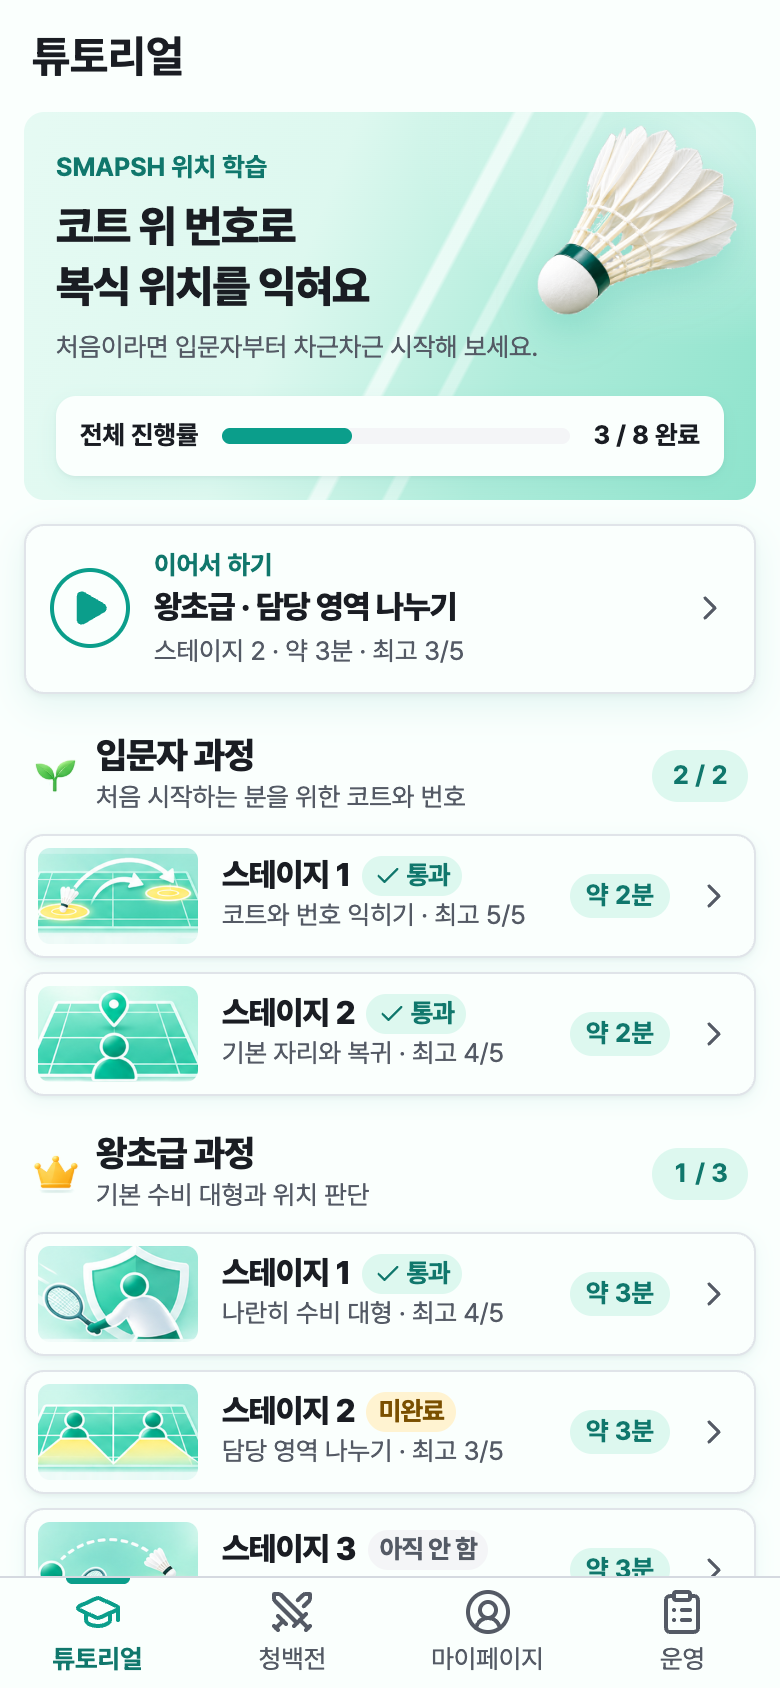 튜토리얼
SMAPSH 위치 학습
코트 위 번호로
복식 위치를 익혀요
처음이라면 입문자부터 차근차근 시작해 보세요.
전체 진행률 3 / 8 완료
이어서 하기
왕초급 · 담당 영역 나누기
스테이지 2 · 약 3분 · 최고 3/5
입문자 과정
처음 시작하는 분을 위한 코트와 번호
2 / 2
스테이지 1 통과
코트와 번호 익히기 · 최고 5/5
약 2분
스테이지 2 통과
기본 자리와 복귀 · 최고 4/5
약 2분
왕초급 과정
기본 수비 대형과 위치 판단
1 / 3
스테이지 1 통과
나란히 수비 대형 · 최고 4/5
약 3분
스테이지 2 미완료
담당 영역 나누기 · 최고 3/5
약 3분
스테이지 3 아직 안 함
약 3분
튜토리얼 청백전 마이페이지 운영